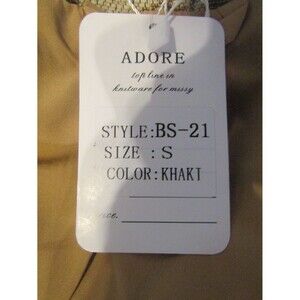 ADORE
top line in
knitware for missy
STYLE:BS-21
SIZE :S
COLOR:KHAKI